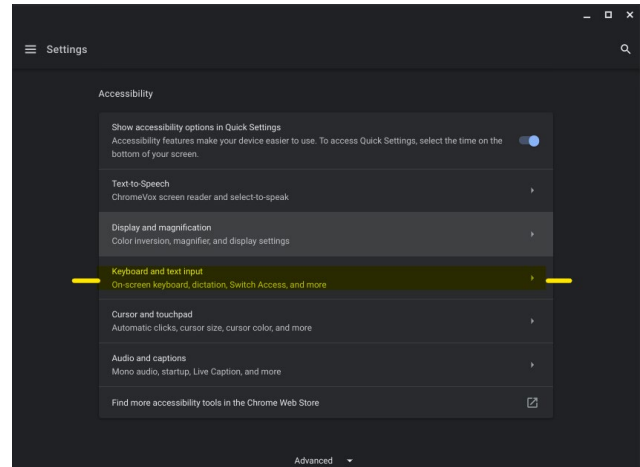 Settings
Accessibility
Show accessibility options in Quick Settings
Accessibility features make your device easier to use. To access Quick Settings, select the time on the
bottom of your screen.
Text-to-Speech
ChromeVox screen reader and select-to-speak
Display and magnification
Color inversion, magnifier, and display settings
Keyboard and text input
On-screen keyboard, dictation, Switch Access, and more
Cursor and touchpad
Automatic clicks, cursor size, cursor color, and more
Audio and captions
Mono audio, startup, Live Caption, and more
Find more accessibility tools in the Chrome Web Store
Advanced